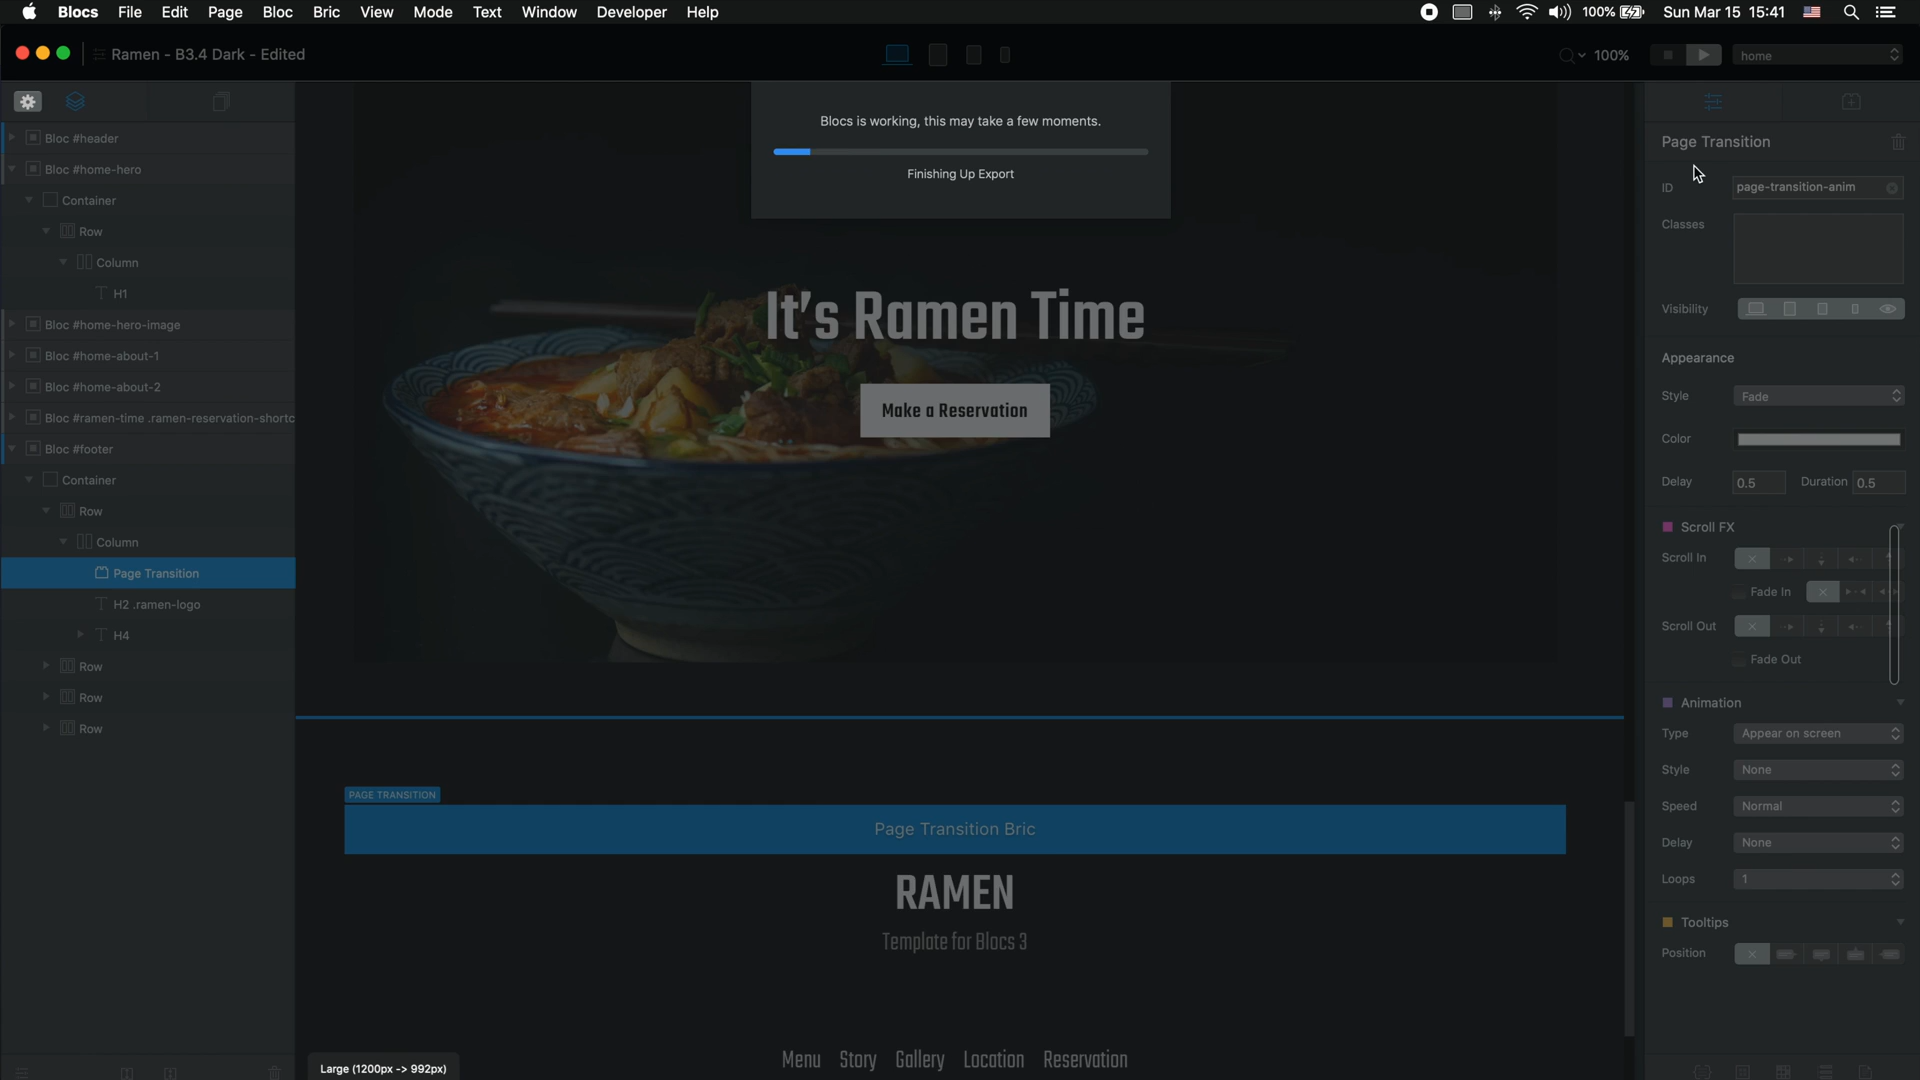 Blocs File Edit Page Bloc Bric View Mode Text Window Developer Help 100% Sun Mar 15 15:41
Ramen - B3.4 Dark - Edited 100% home
Bloc #header
Bloc #home-hero
Container
Row
Column
H1
Bloc #home-hero-image
Bloc #home-about-1
Bloc #home-about-2
Bloc #ramen-time .ramen-reservation-shortc
Bloc #footer
Container
Row
Column
Page Transition
H2 .ramen-logo
H4
Row
Row
Row
Blocs is working, this may take a few moments.
Finishing Up Export
It's Ramen Time
Make a Reservation
PAGE TRANSITION
Page Transition Bric
RAMEN
Template for Blocs 3
Menu Story Gallery Location Reservation
Large (1200px -> 992px)
Page Transition
ID page-transition-anim
Classes
Visibility
Appearance
Style Fade
Color
Delay 0.5 Duration 0.5
Scroll FX
Scroll In
Fade In
Scroll Out
Fade Out
Animation
Type Appear on screen
Style None
Speed Normal
Delay None
Loops 1
Tooltips
Position